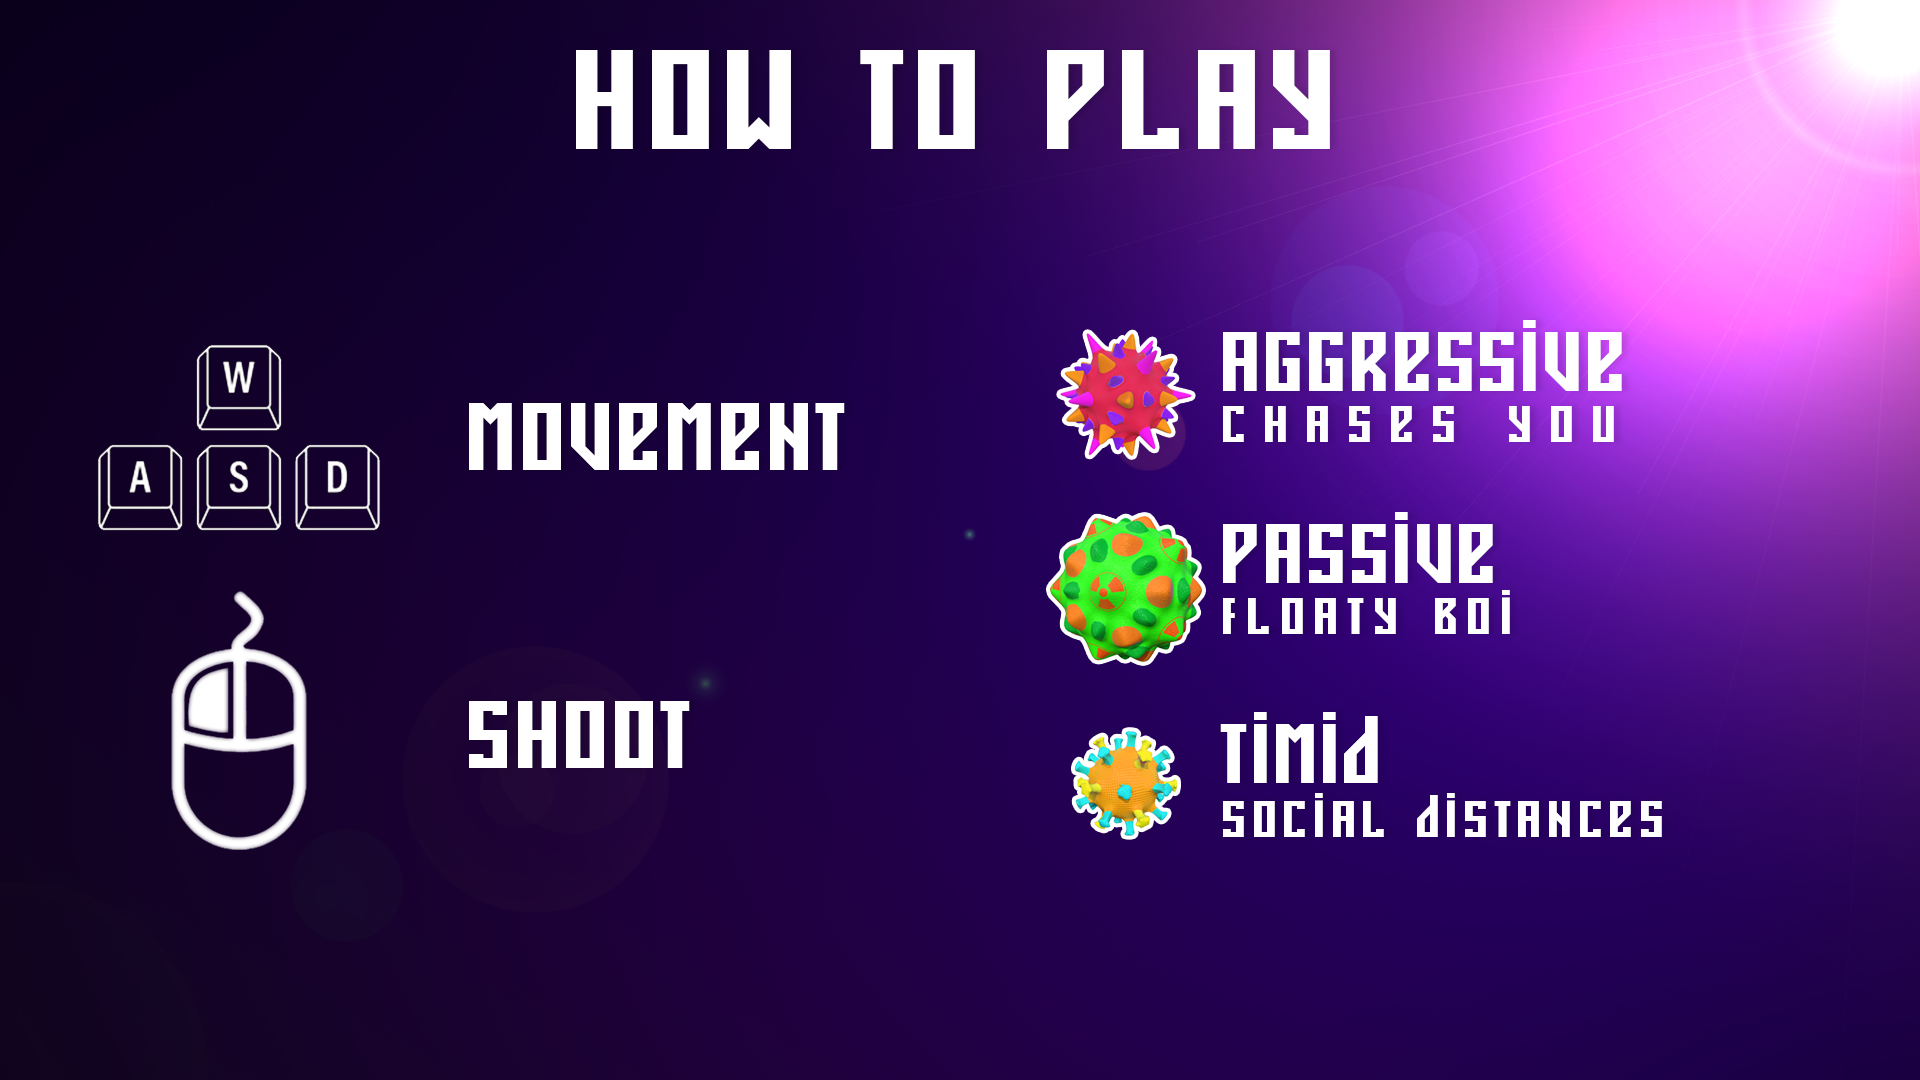 HOW TO PLAY
W
A S D
MOVEMENT
SHOOT
AGGRESSIVE
CHASES YOU
PASSIVE
FLOATY BOI
TIMID
SOCIAL DISTANCES